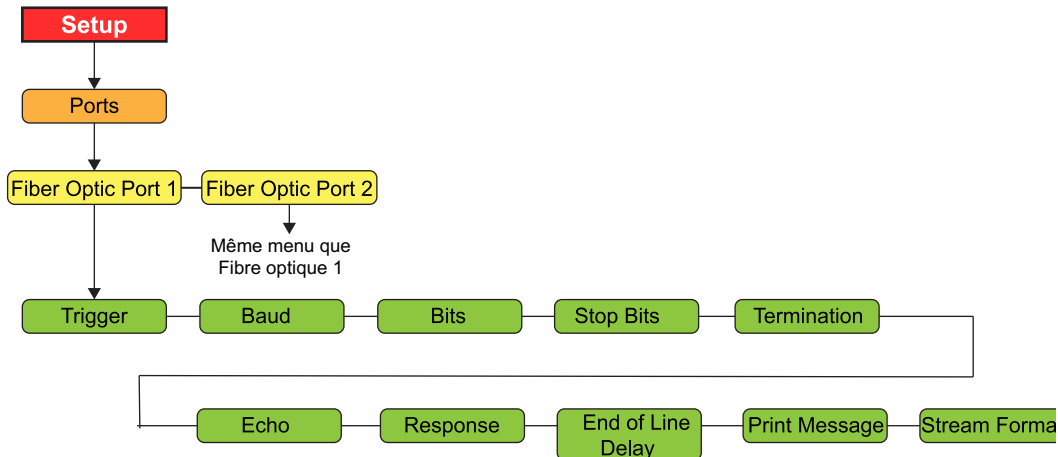 Setup
Ports
Fiber Optic Port 1
Fiber Optic Port 2
Même menu que
Fibre optique 1
Trigger
Baud
Bits
Stop Bits
Termination
Echo
Response
End of Line
Delay
Print Message
Stream Forma